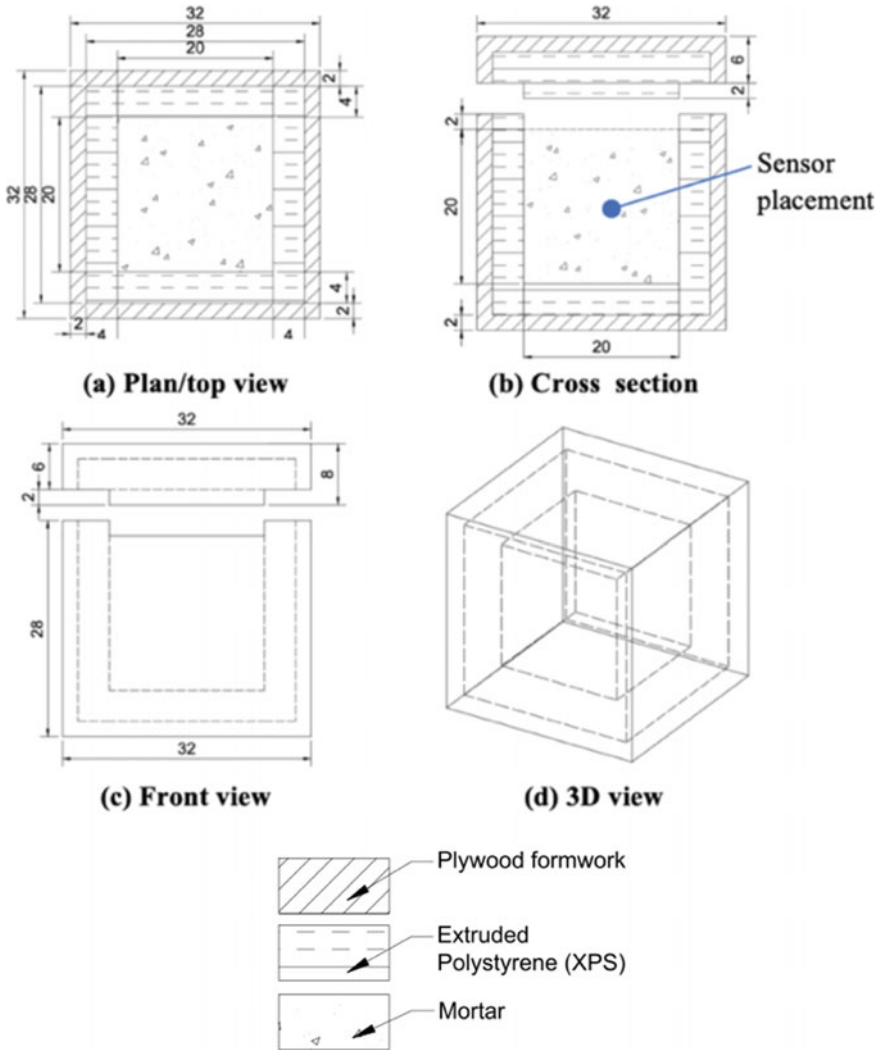 32
28
20
2
4
32
28
20
4
2
2
4
4
(a) Plan/top view
32
6
2
2
20
2
20
Sensor
placement
(b) Cross section
32
6
2
8
28
32
(c) Front view
(d) 3D view
Plywood formwork
Extruded
Polystyrene (XPS)
Mortar